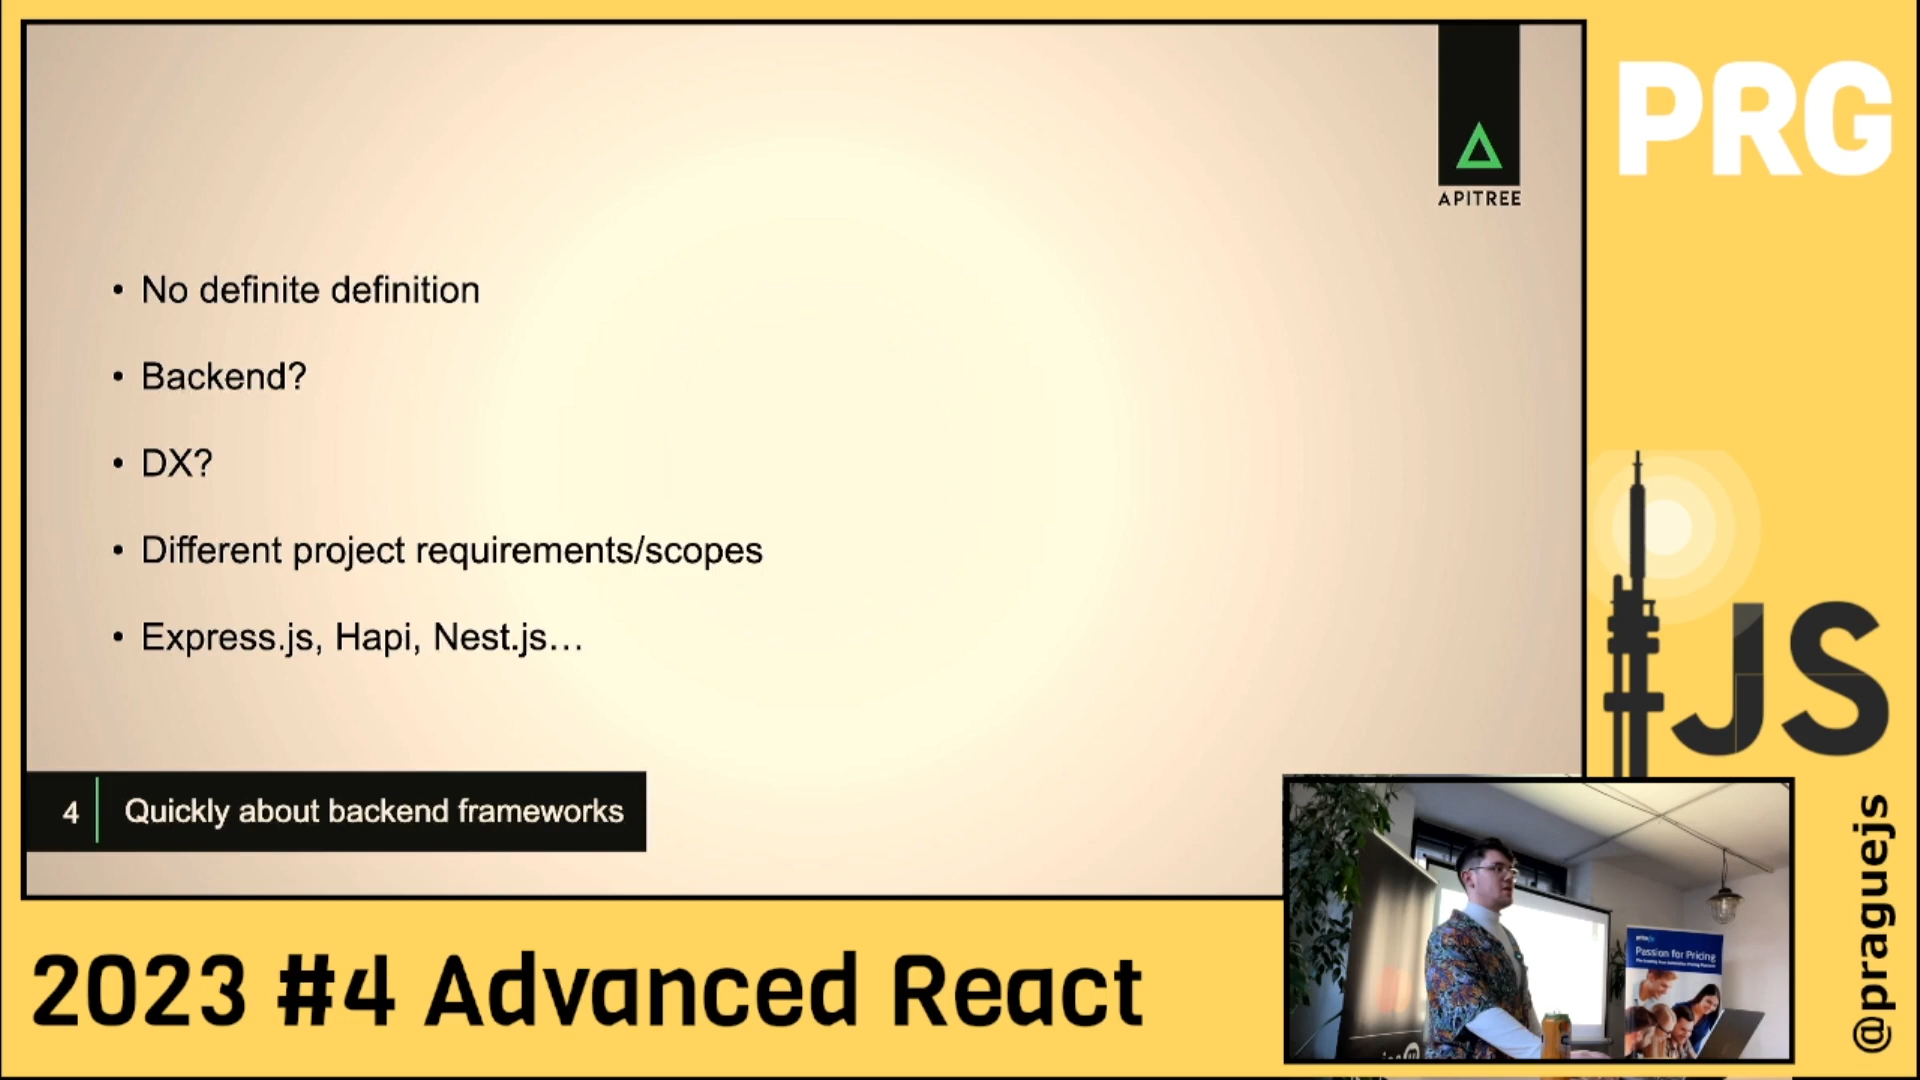 PRG
APITREE
• No definite definition
• Backend?
• DX?
• Different project requirements/scopes
• Express.js, Hapi, Nest.js...
JS
4
Quickly about backend frameworks
Passion for Pricing
@praguejs
2023 #4 Advanced React